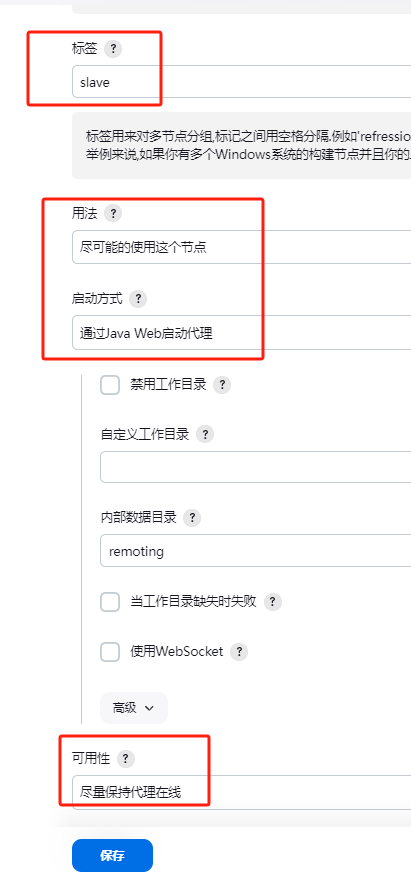 标签 ?
slave
标签用来对多节点分组,标记之间用空格分隔.例如'refressio
举例来说,如果你有多个Windows系统的构建节点并且你的
用法 ?
尽可能的使用这个节点
启动方式 ?
通过Java Web启动代理
禁用工作目录 ?
自定义工作目录 ?
内部数据目录 ?
remoting
当工作目录缺失时失败 ?
使用WebSocket ?
高级
可用性 ?
尽量保持代理在线
保存